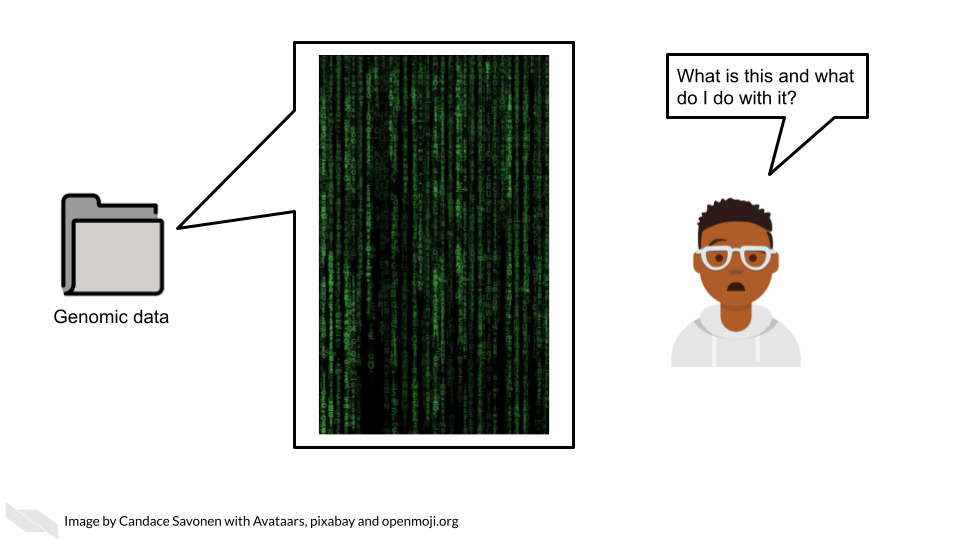 What is this and what
do I do with it?
Genomic data
Image by Candace Savonen with Avataars, pixabay and openmoji.org